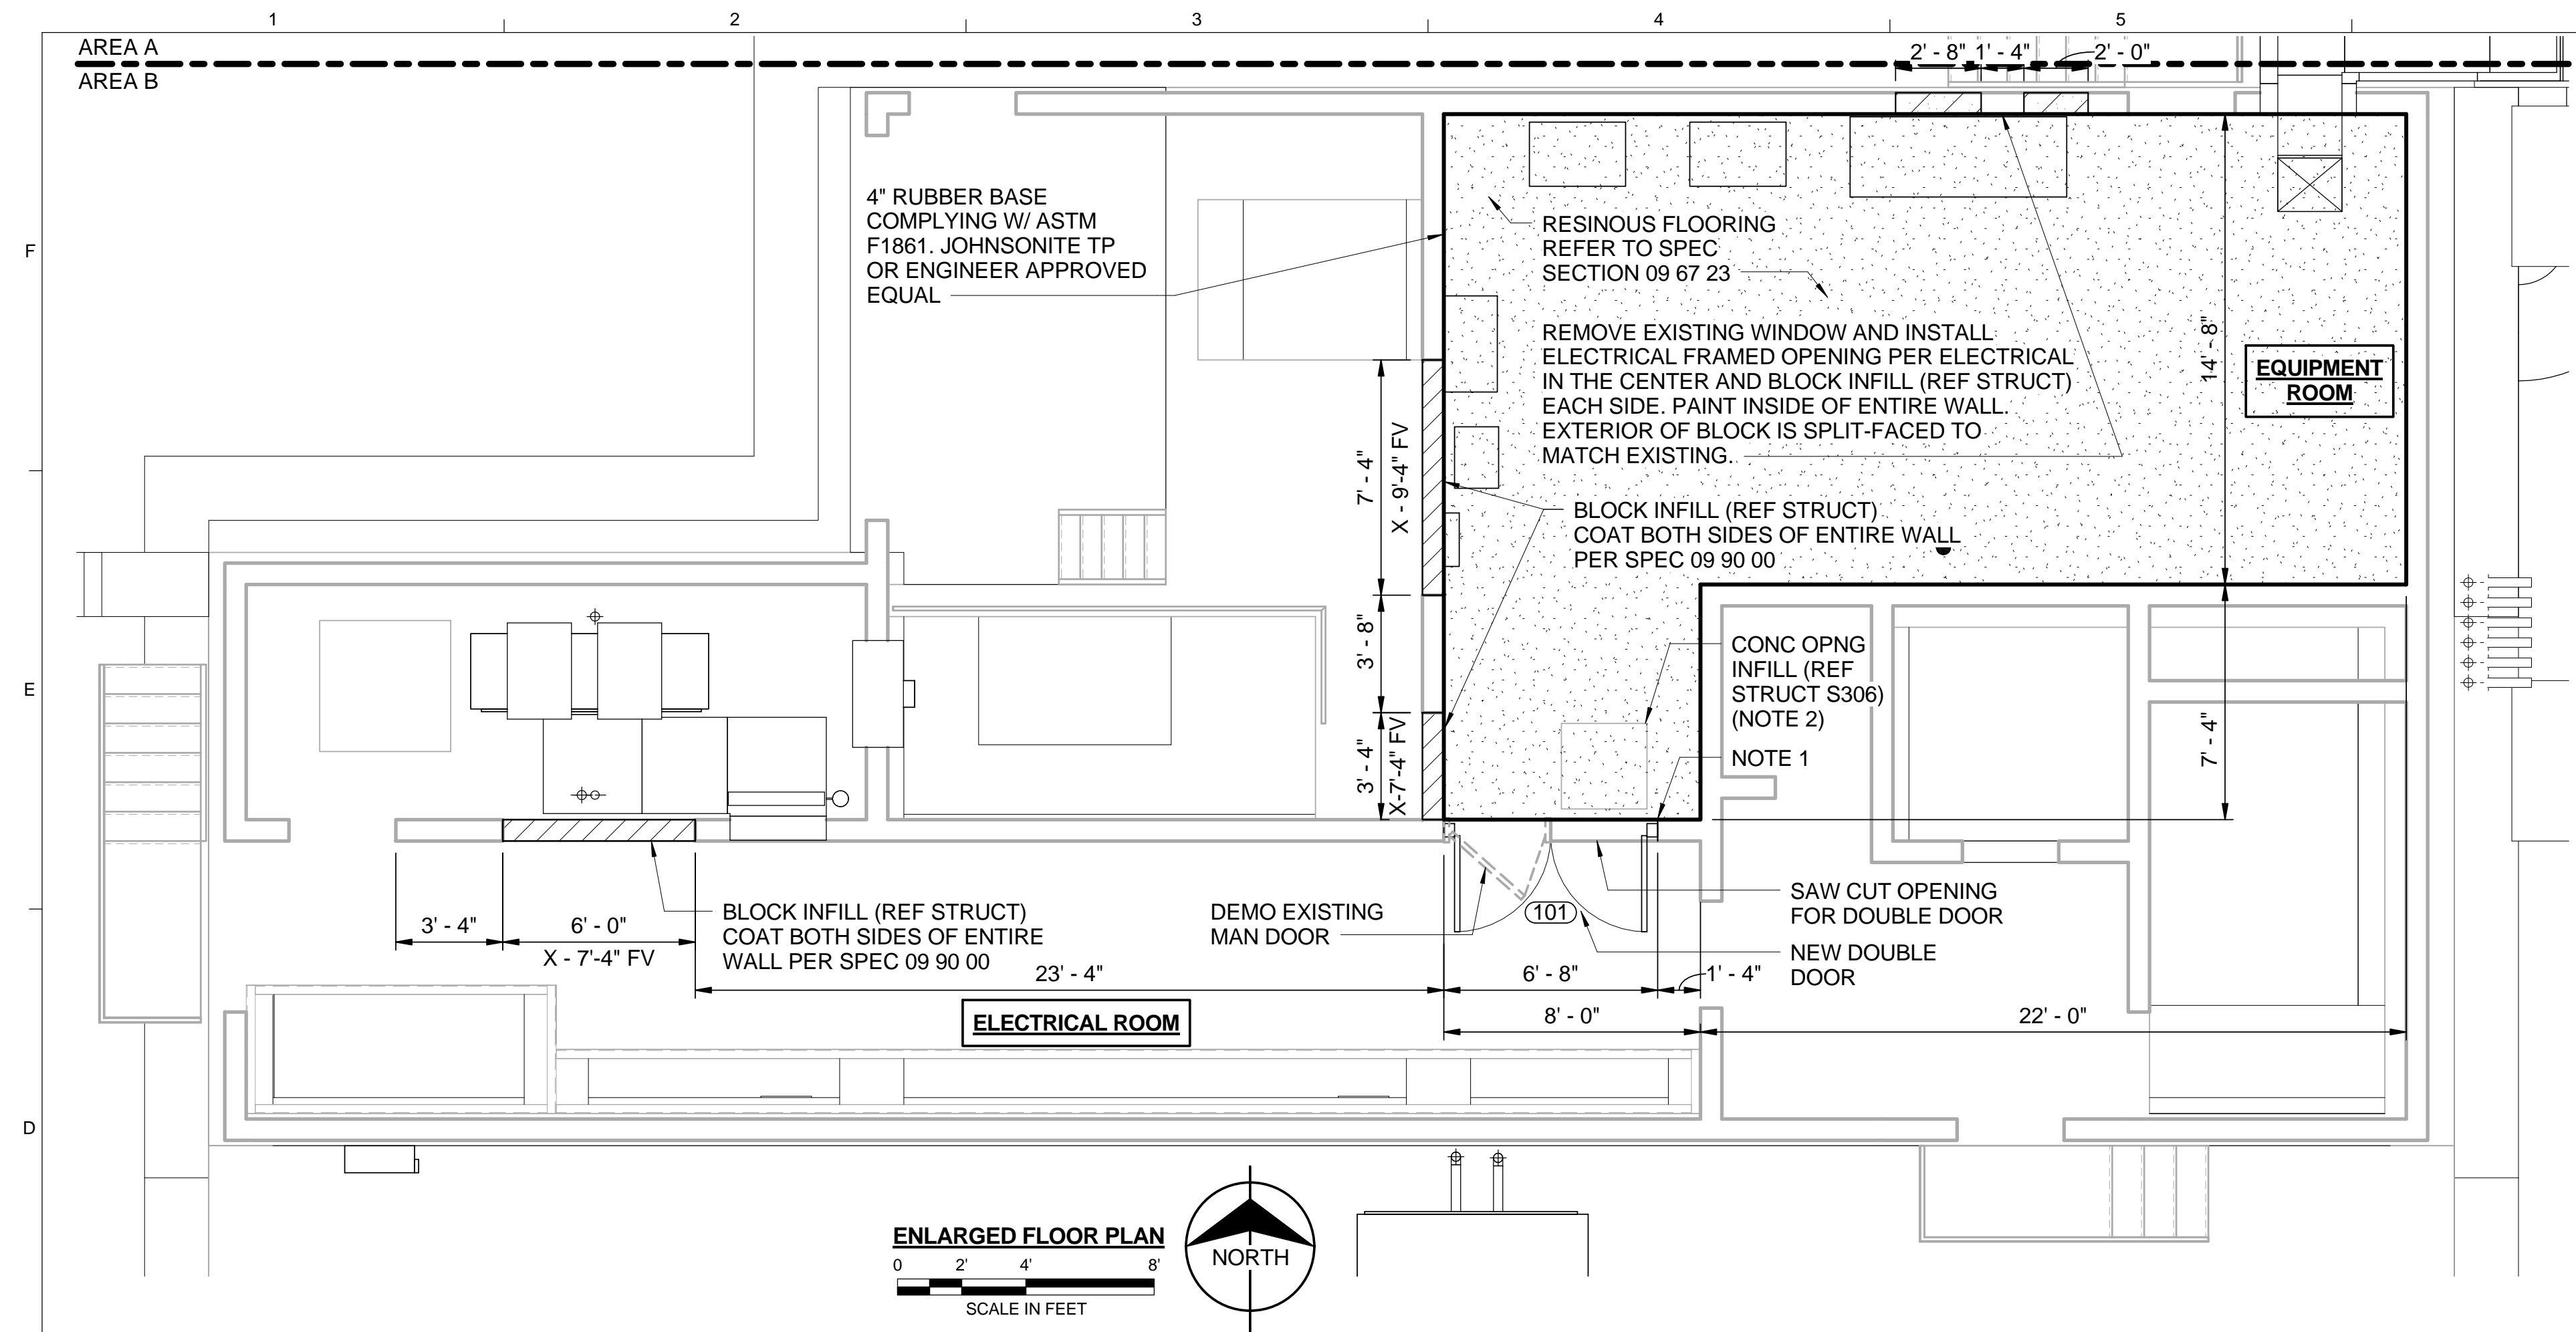 1 2 3 4 5
AREA A
AREA B
2' - 8" 1' - 4" 2' - 0"
F
E
D
4" RUBBER BASE
COMPLYING W/ ASTM
F1861. JOHNSONITE TP
OR ENGINEER APPROVED
EQUAL
RESINOUS FLOORING
REFER TO SPEC
SECTION 09 67 23
REMOVE EXISTING WINDOW AND INSTALL
ELECTRICAL FRAMED OPENING PER ELECTRICAL
IN THE CENTER AND BLOCK INFILL (REF STRUCT)
EACH SIDE. PAINT INSIDE OF ENTIRE WALL.
EXTERIOR OF BLOCK IS SPLIT-FACED TO
MATCH EXISTING.
14' - 8"
EQUIPMENT
ROOM
7' - 4"
X - 9'-4" FV
BLOCK INFILL (REF STRUCT)
COAT BOTH SIDES OF ENTIRE WALL
PER SPEC 09 90 00
3' - 8"
3' - 4"
X-7'-4" FV
CONC OPNG
INFILL (REF
STRUCT S306)
(NOTE 2)
NOTE 1
7' - 4"
3' - 4"
6' - 0"
X - 7'-4" FV
BLOCK INFILL (REF STRUCT)
COAT BOTH SIDES OF ENTIRE
WALL PER SPEC 09 90 00
DEMO EXISTING
MAN DOOR
101
SAW CUT OPENING
FOR DOUBLE DOOR
NEW DOUBLE
DOOR
23' - 4"
6' - 8"
1' - 4"
8' - 0"
22' - 0"
ELECTRICAL ROOM
ENLARGED FLOOR PLAN
0 2' 4' 8'
SCALE IN FEET
NORTH